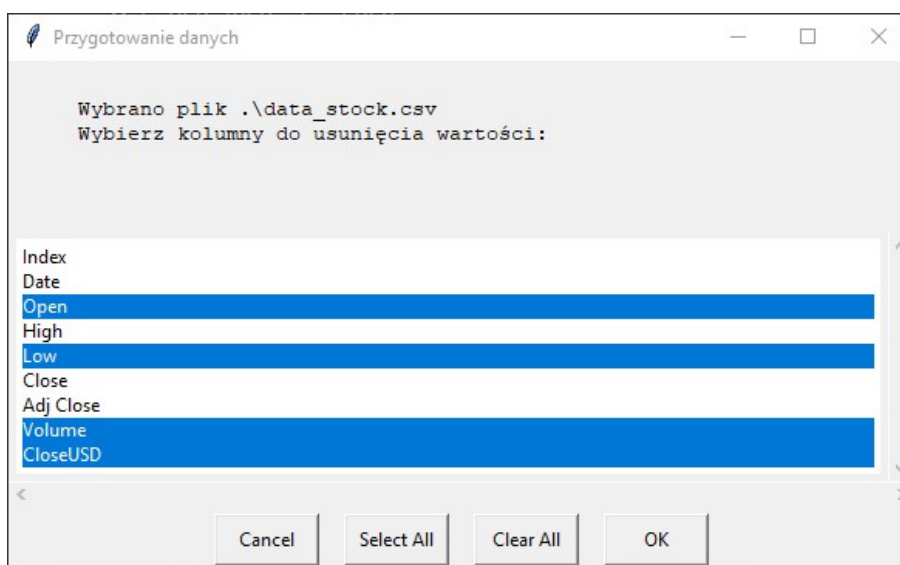 Przygotowanie danych
Wybrano plik .\data_stock.csv
Wybierz kolumny do usunięcia wartości:
Index
Date
Open
High
Low
Close
Adj Close
Volume
CloseUSD
Cancel Select All Clear All OK